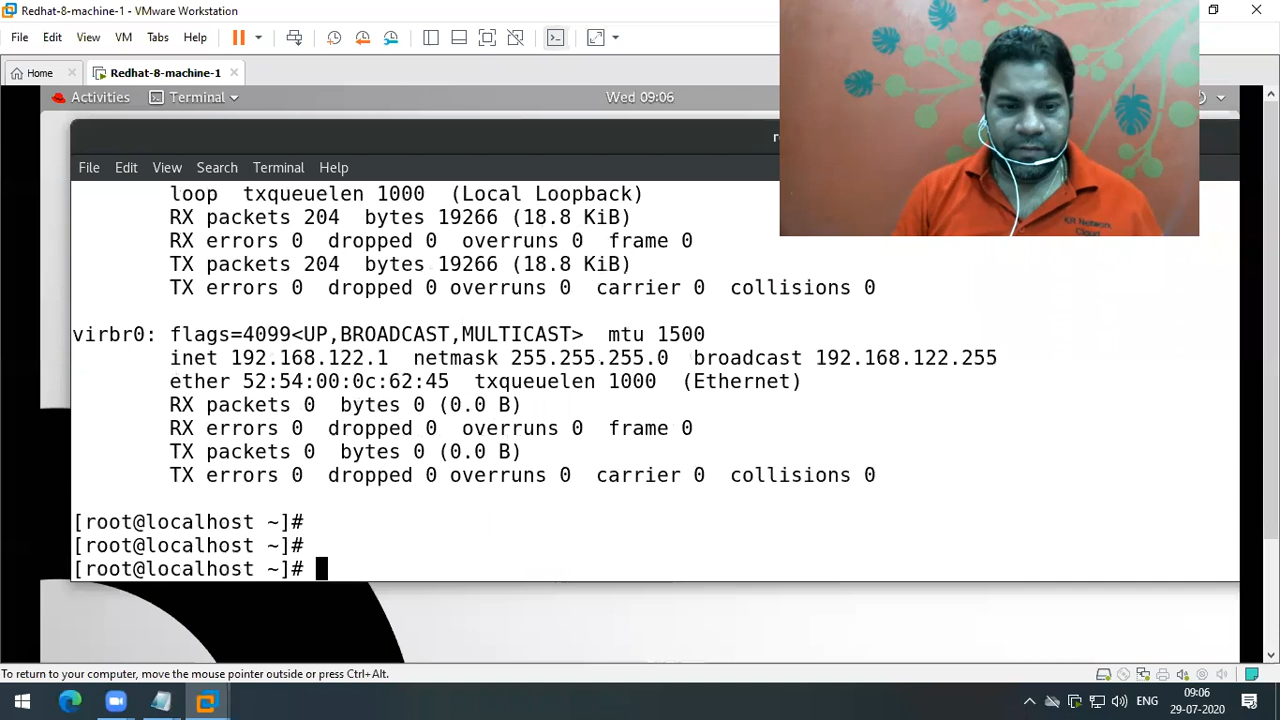 Redhat-8-machine-1 - VMware Workstation
File Edit View VM Tabs Help
Home Redhat-8-machine-1
Activities Terminal Wed 09:06
File Edit View Search Terminal Help
KR Network
Cloud
loop txqueuelen 1000 (Local Loopback)
RX packets 204 bytes 19266 (18.8 KiB)
RX errors 0 dropped 0 overruns 0 frame 0
TX packets 204 bytes 19266 (18.8 KiB)
TX errors 0 dropped 0 overruns 0 carrier 0 collisions 0
virbr0: flags=4099<UP,BROADCAST,MULTICAST> mtu 1500
inet 192.168.122.1 netmask 255.255.255.0 broadcast 192.168.122.255
ether 52:54:00:0c:62:45 txqueuelen 1000 (Ethernet)
RX packets 0 bytes 0 (0.0 B)
RX errors 0 dropped 0 overruns 0 frame 0
TX packets 0 bytes 0 (0.0 B)
TX errors 0 dropped 0 overruns 0 carrier 0 collisions 0
[root@localhost ~]#
[root@localhost ~]#
[root@localhost ~]#
To return to your computer, move the mouse pointer outside or press Ctrl+Alt.
ENG
09:06
29-07-2020